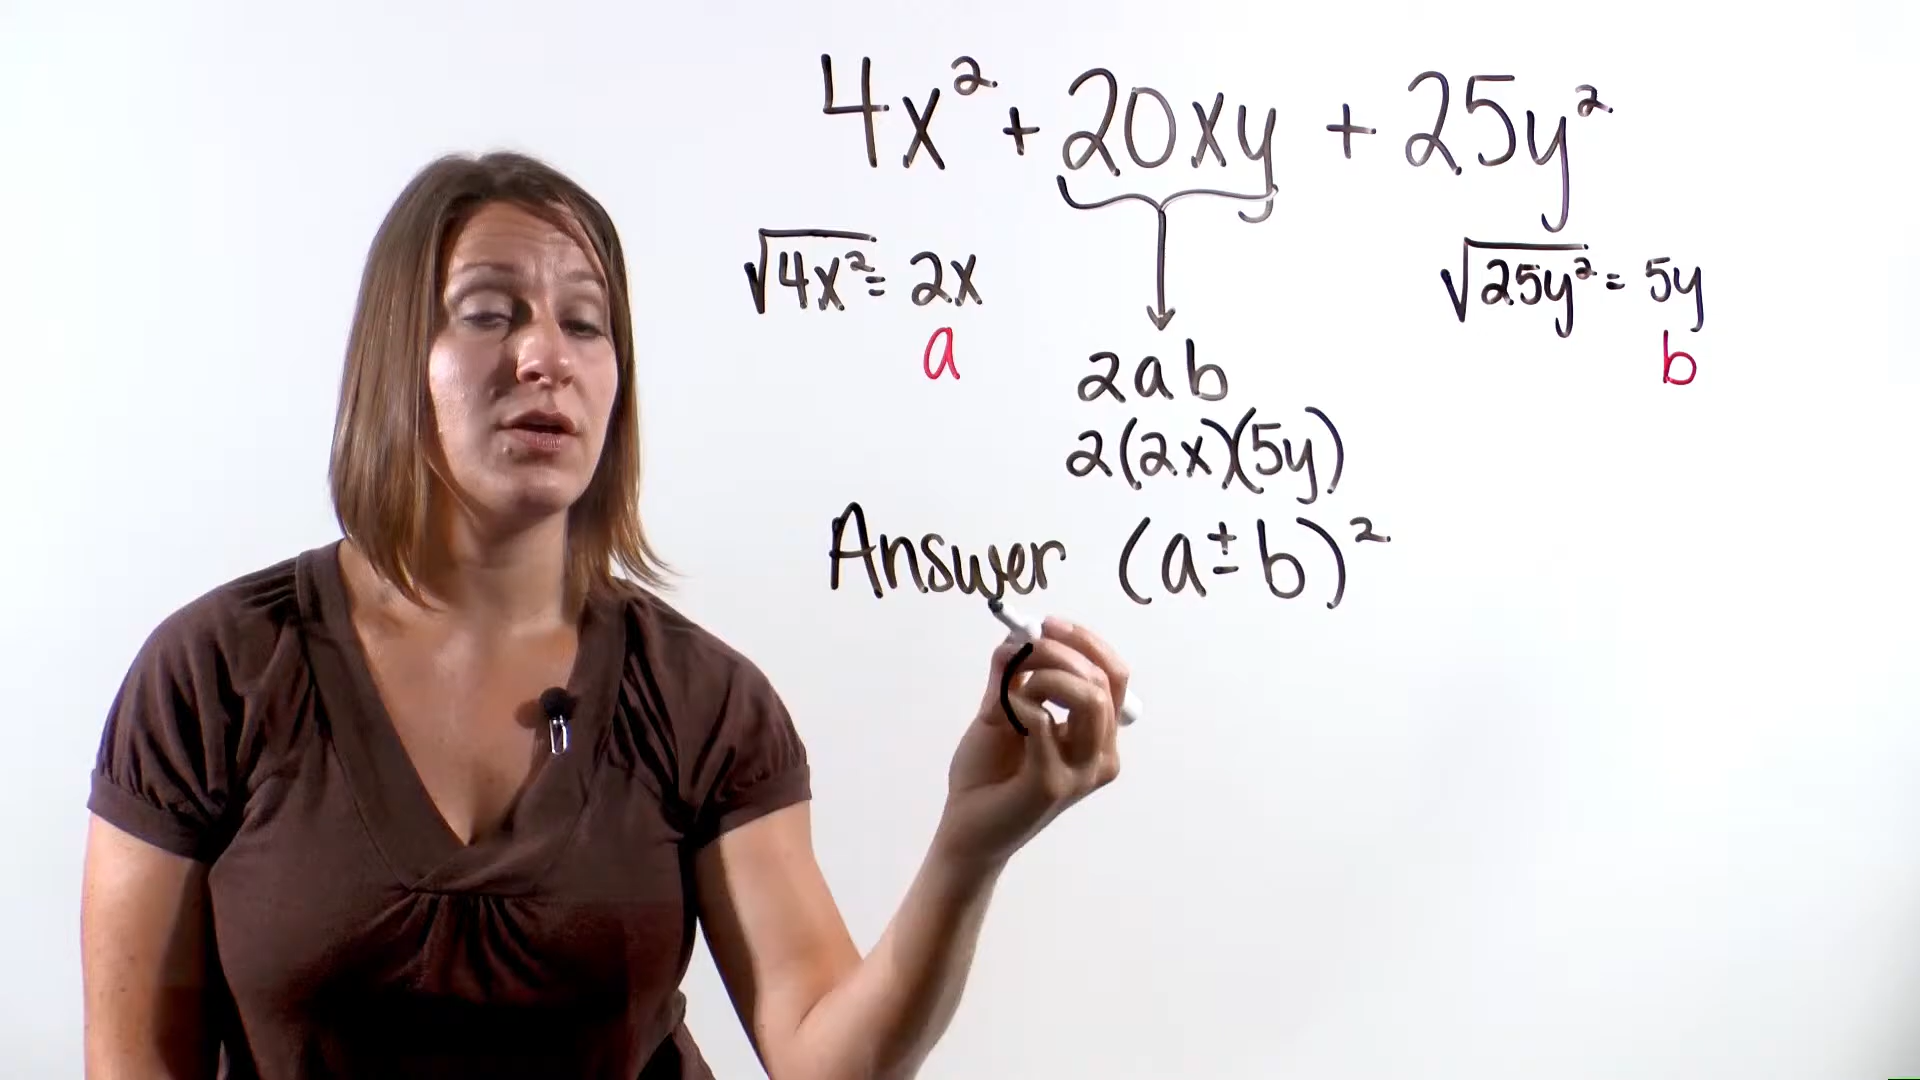 4x² + 20xy + 25y²
√4x² = 2x
√25y² = 5y
a
b
2ab
2(2x)(5y)
Answer (a ± b)²
(